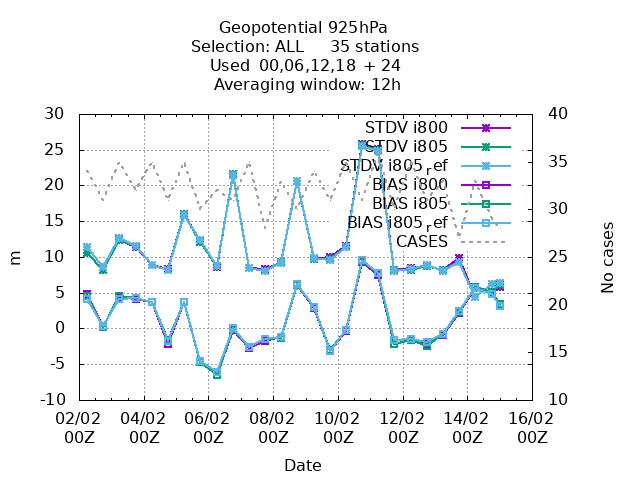 Geopotential 925hPa
Selection: ALL 35 stations
Used 00,06,12,18 + 24
Averaging window: 12h
30
25
20
15
10
5
0
-5
-10
m
40
35
30
25
20
15
10
No cases
STDV i800
STDV i805
STDV i805_ref
BIAS i800
BIAS i805
BIAS i805_ref
CASES
02/02 04/02 06/02 08/02 10/02 12/02 14/02 16/02
00Z 00Z 00Z 00Z 00Z 00Z 00Z 00Z
Date